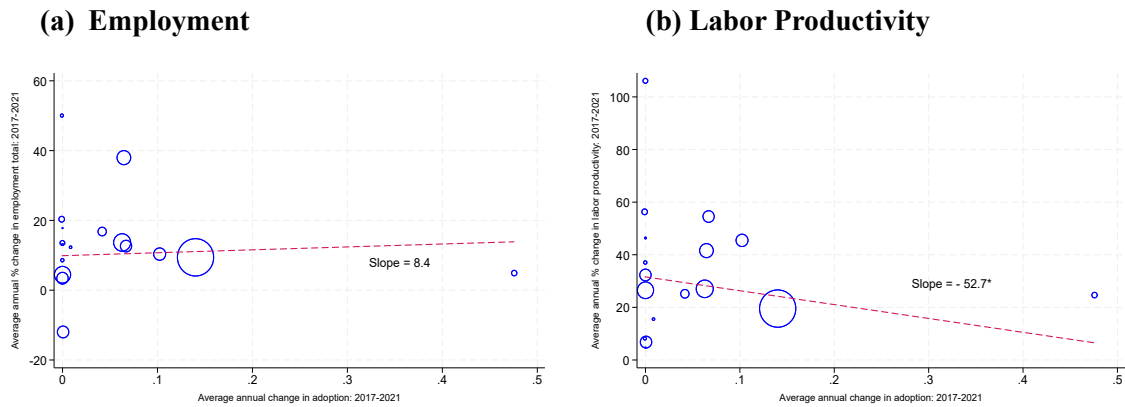 (a) Employment
Average annual % change in employment total: 2017-2021
60
40
20
0
-20
Slope = 8.4
0 .1 .2 .3 .4 .5
Average annual change in adoption: 2017-2021
(b) Labor Productivity
Average annual % change in labor productivity: 2017-2021
100
80
60
40
20
0
Slope = - 52.7*
0 .1 .2 .3 .4 .5
Average annual change in adoption: 2017-2021